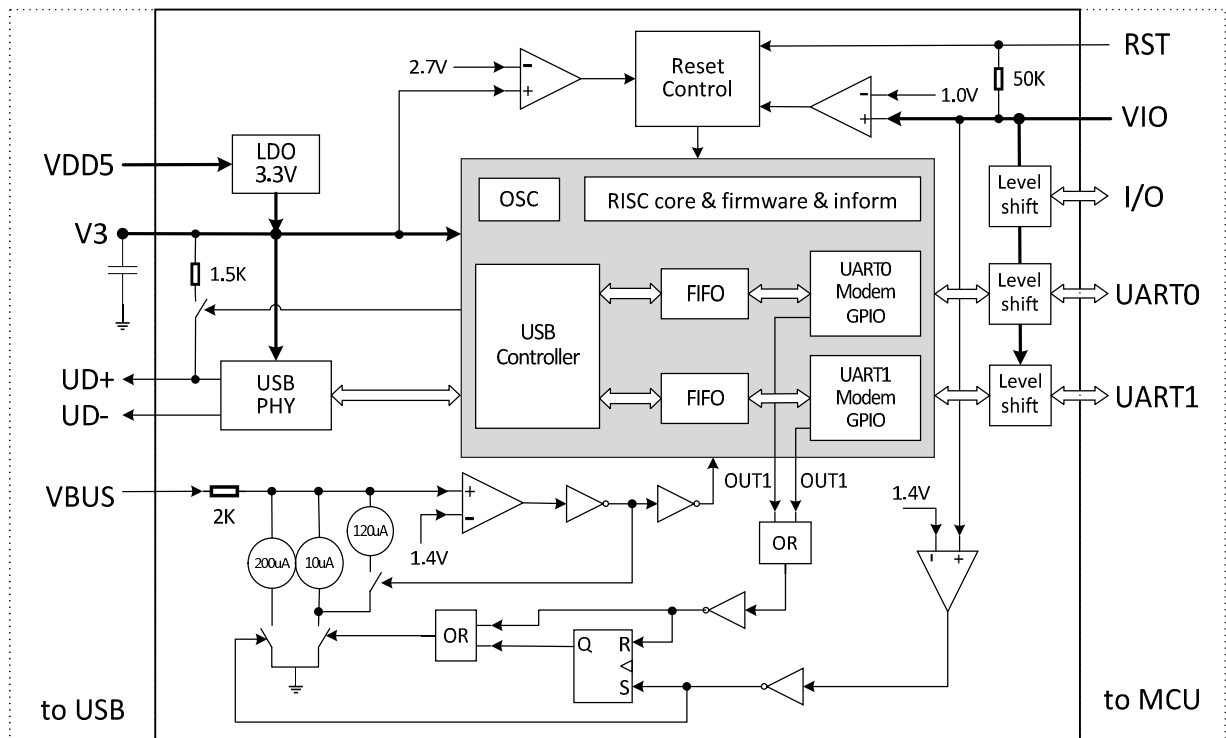 RST
2.7V
-
+
Reset
Control
50K
-
1.0V
+
VIO
VDD5
LDO
3.3V
OSC
RISC core & firmware & inform
Level
shift
I/O
V3
1.5K
USB
Controller
FIFO
UART0
Modem
GPIO
Level
shift
UART0
UD+
UD-
USB
PHY
FIFO
UART1
Modem
GPIO
Level
shift
UART1
VBUS
2K
+
-
1.4V
OUT1
OUT1
1.4V
120uA
200uA
10uA
OR
-
+
OR
Q
R
S
to USB
to MCU